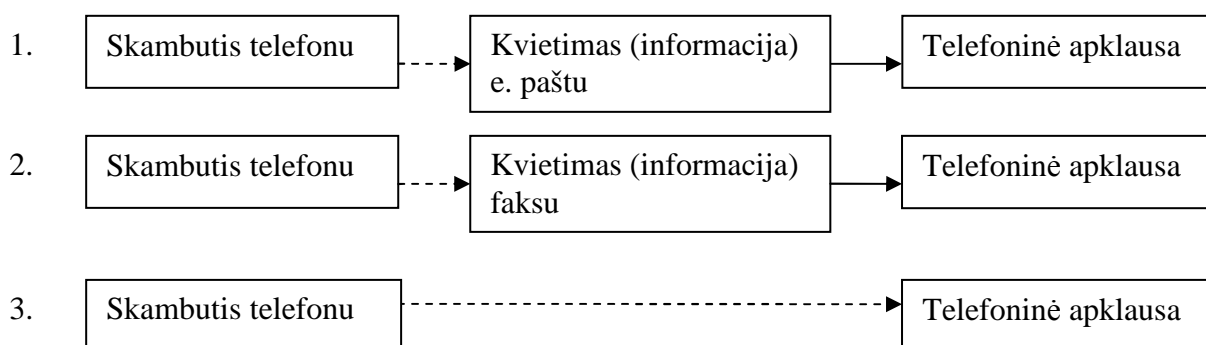 1. Skambutis telefonu Kvietimas (informacija) e. paštu Telefoninė apklausa
2. Skambutis telefonu Kvietimas (informacija) faksu Telefoninė apklausa
3. Skambutis telefonu Telefoninė apklausa